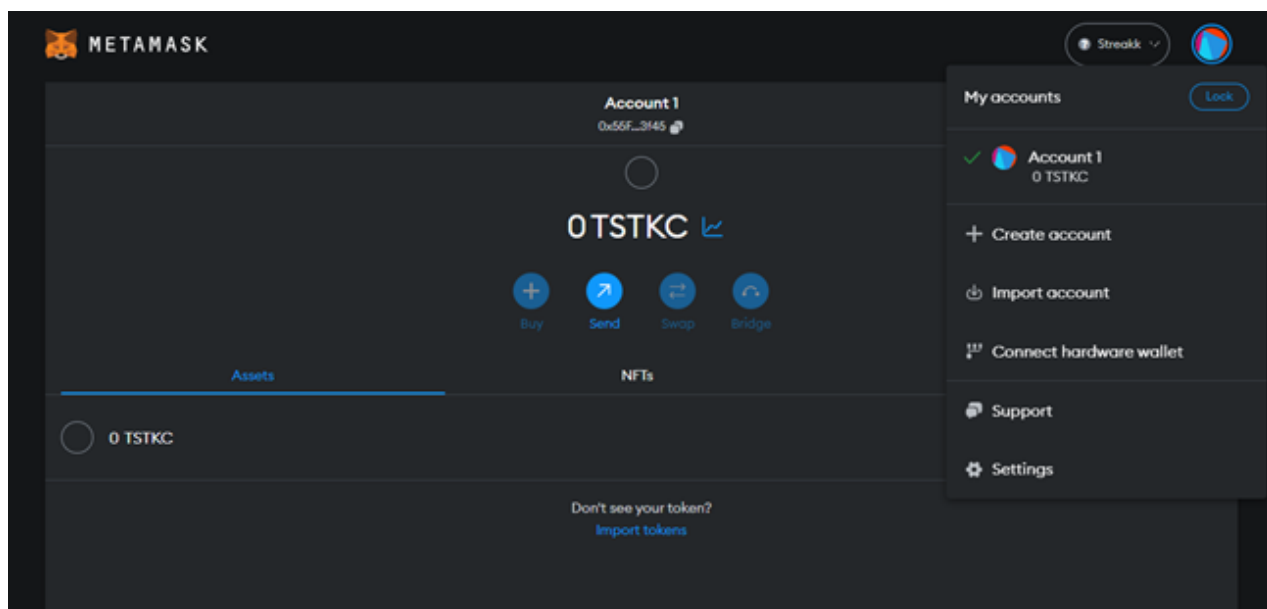 METAMASK
Streakk
Account 1
0x55F...3f45
0 TSTKC
Buy
Send
Swap
Bridge
Assets
NFTs
0 TSTKC
Don't see your token?
Import tokens
My accounts
Lock
Account 1
0 TSTKC
Create account
Import account
Connect hardware wallet
Support
Settings